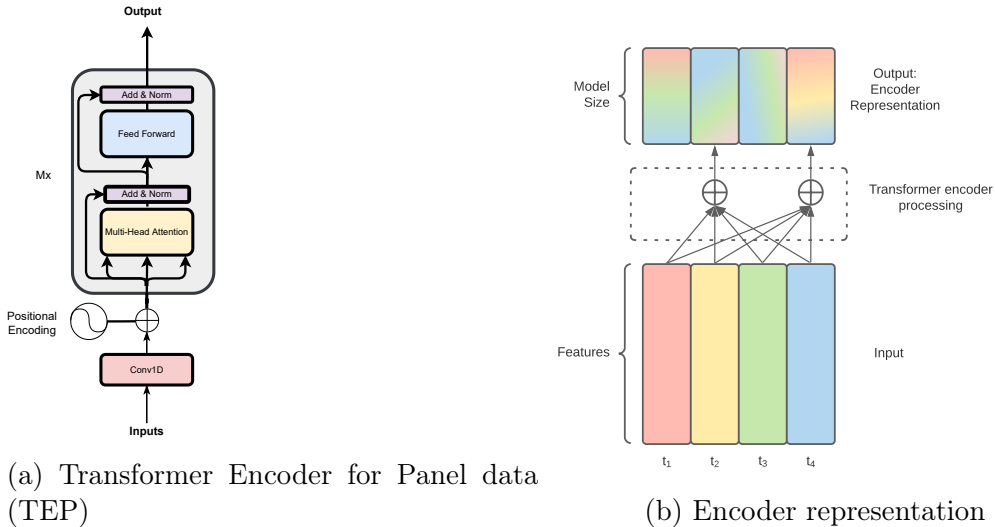 Output
Add & Norm
Feed Forward
Mx
Add & Norm
Multi-Head Attention
Positional
Encoding
Conv1D
Inputs
(a) Transformer Encoder for Panel data
(TEP)
Model
Size
Output:
Encoder
Representation
Transformer encoder
processing
Features
Input
t₁ t₂ t₃ t₄
(b) Encoder representation